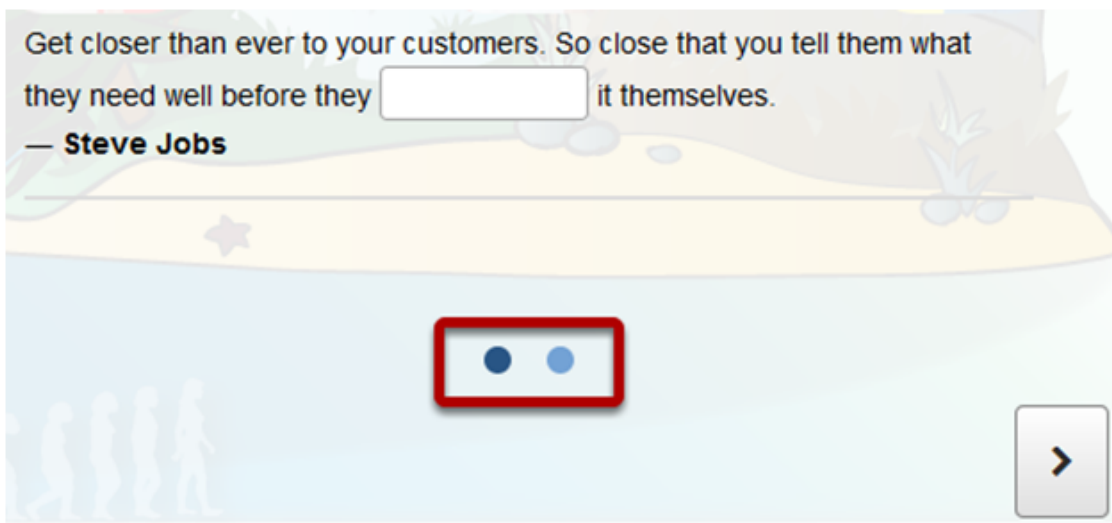 Get closer than ever to your customers. So close that you tell them what
they need well before they it themselves.
— Steve Jobs